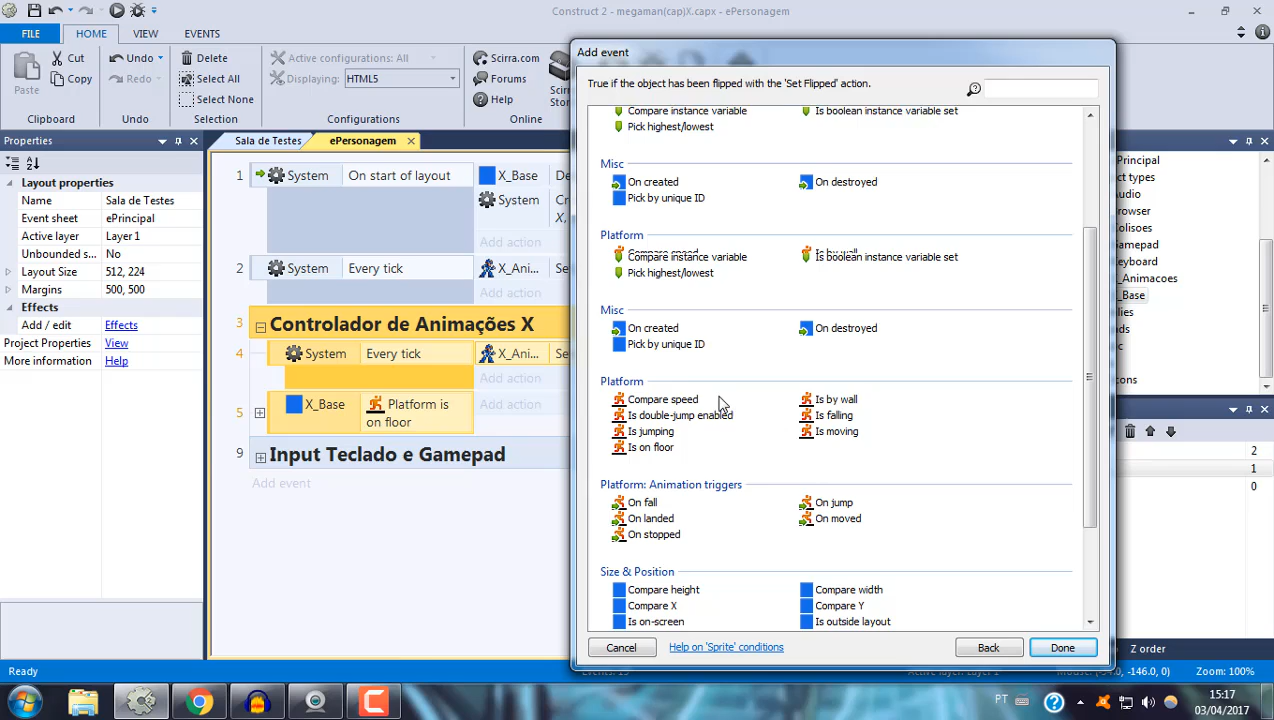 Construct 2 - megaman(cap)X.capx - ePersonagem
FILE HOME VIEW EVENTS
Paste
Cut
Copy
Clipboard
Undo
Redo
Undo
Delete
Select All
Select None
Selection
Active configurations: All
Displaying: HTML5
Configurations
Scirra.com
Forums
Help
Online
Properties
Layout properties
Name Sala de Testes
Event sheet ePrincipal
Active layer Layer 1
Unbounded s... No
Layout Size 512, 224
Margins 500, 500
Effects
Add / edit Effects
Project Properties View
More information Help
Sala de Testes ePersonagem
1 System On start of layout X_Base
System
Add action
2 System Every tick X_Ani...
Add action
3 Controlador de Animações X
4 System Every tick X_Ani...
Add action
5 X_Base Platform is on floor Add action
9 Input Teclado e Gamepad
Add event
Add event
True if the object has been flipped with the 'Set Flipped' action.
Compare instance variable Is boolean instance variable set
Pick highest/lowest
Misc
On created On destroyed
Pick by unique ID
Platform
Compare instance variable Is boolean instance variable set
Pick highest/lowest
Misc
On created On destroyed
Pick by unique ID
Platform
Compare speed Is by wall
Is double-jump enabled Is falling
Is jumping Is moving
Is on floor
Platform: Animation triggers
On fall On jump
On landed On moved
On stopped
Size & Position
Compare height Compare width
Compare X Compare Y
Is on-screen Is outside layout
Cancel Help on 'Sprite' conditions Back Done
2
1
0
Z order
Ready
Zoom: 100%
PT
15:17
03/04/2017